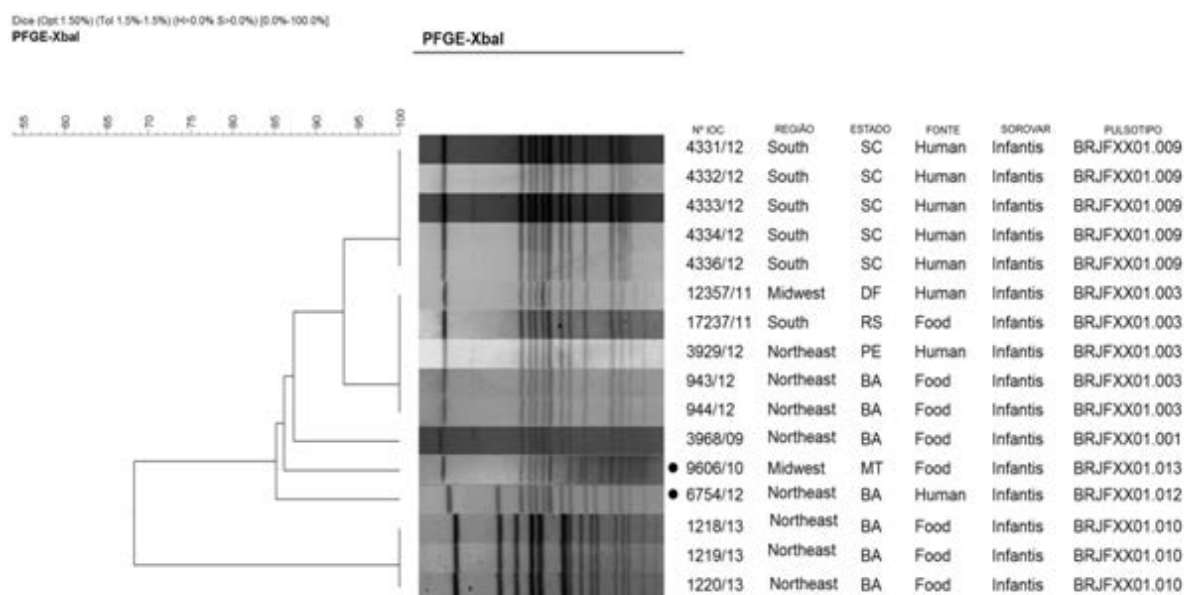 Dice (Opt:1.50%) (Tol 1.5%-1.5%) (H>0.0% S>0.0%) [0.0%-100.0%]
PFGE-XbaI
PFGE-XbaI
55 60 65 70 75 80 85 90 95 100
Nº IOC REGIÃO ESTADO FONTE SOROVAR PULSOTIPO
4331/12 South SC Human Infantis BRJFXX01.009
4332/12 South SC Human Infantis BRJFXX01.009
4333/12 South SC Human Infantis BRJFXX01.009
4334/12 South SC Human Infantis BRJFXX01.009
4336/12 South SC Human Infantis BRJFXX01.009
12357/11 Midwest DF Human Infantis BRJFXX01.003
17237/11 South RS Food Infantis BRJFXX01.003
3929/12 Northeast PE Human Infantis BRJFXX01.003
943/12 Northeast BA Food Infantis BRJFXX01.003
944/12 Northeast BA Food Infantis BRJFXX01.003
3968/09 Northeast BA Food Infantis BRJFXX01.001
9606/10 Midwest MT Food Infantis BRJFXX01.013
6754/12 Northeast BA Human Infantis BRJFXX01.012
1218/13 Northeast BA Food Infantis BRJFXX01.010
1219/13 Northeast BA Food Infantis BRJFXX01.010
1220/13 Northeast BA Food Infantis BRJFXX01.010